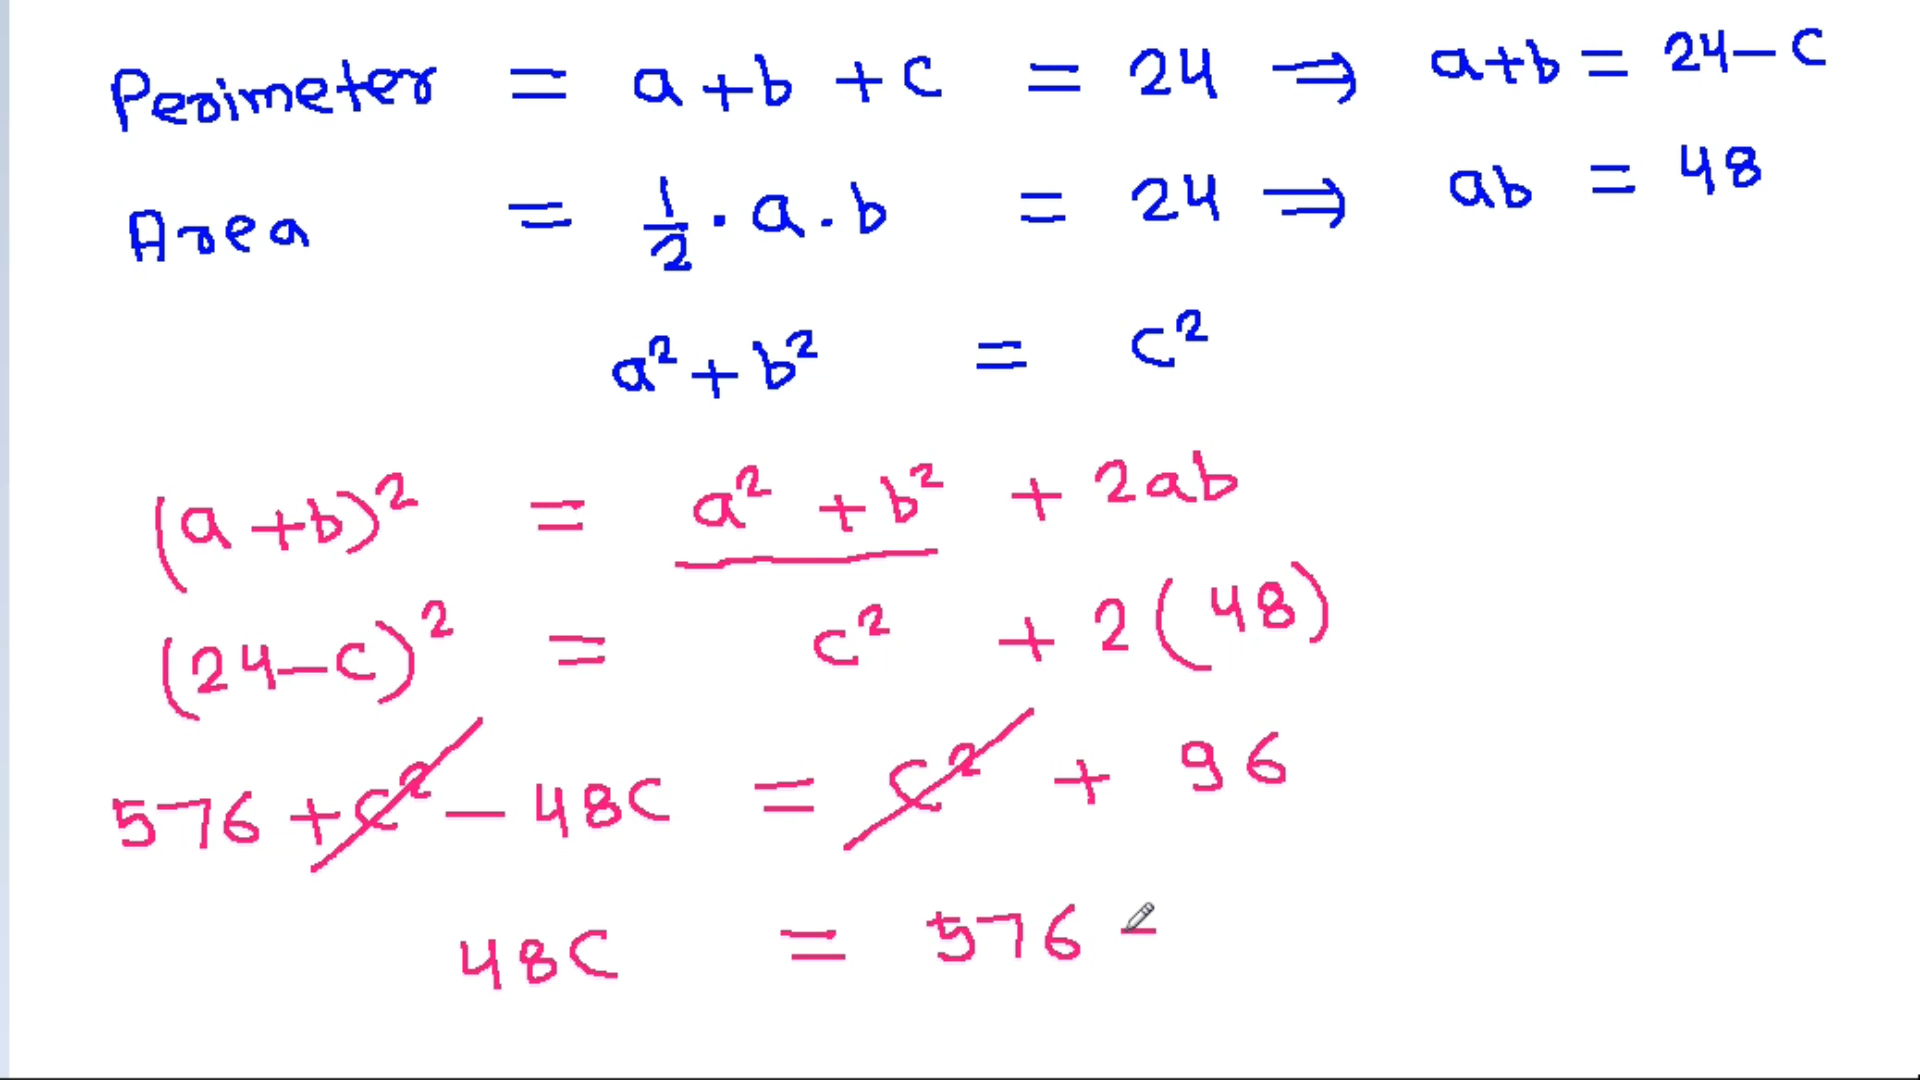 Perimeter = a + b + c = 24 ⇒ a+b = 24 – c
Area = 1/2 · a · b = 24 ⇒ ab = 48
a² + b² = c²
(a + b)² = a² + b² + 2ab
(24 – c)² = c² + 2(48)
576 + c² – 48c = c² + 96
48c = 576 –